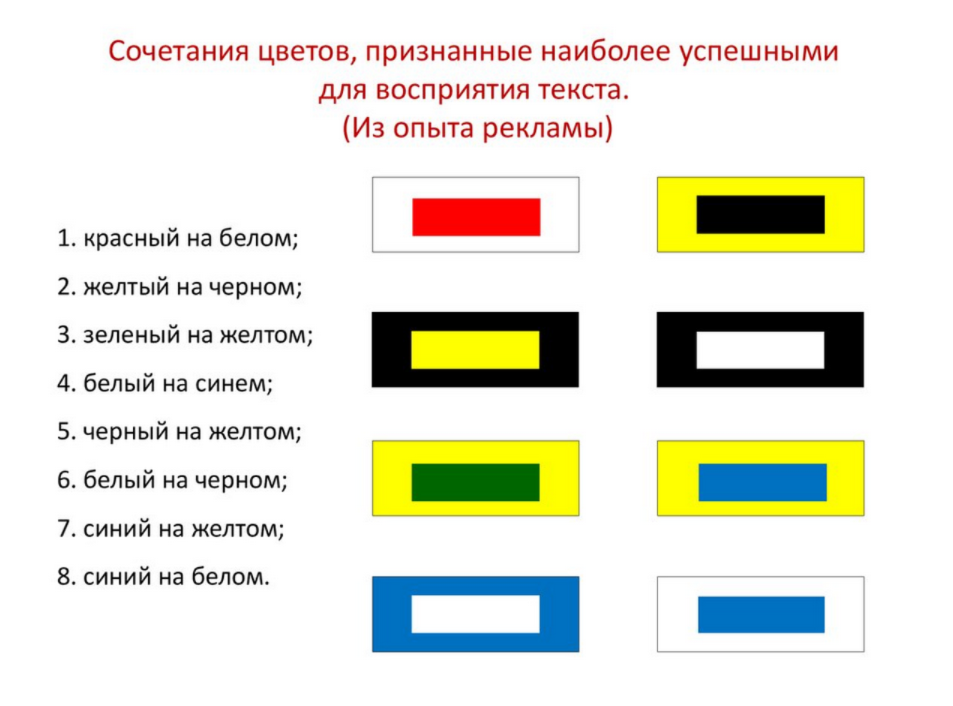 Сочетания цветов, признанные наиболее успешными
для восприятия текста.
(Из опыта рекламы)
1. красный на белом;
2. желтый на черном;
3. зеленый на желтом;
4. белый на синем;
5. черный на желтом;
6. белый на черном;
7. синий на желтом;
8. синий на белом.